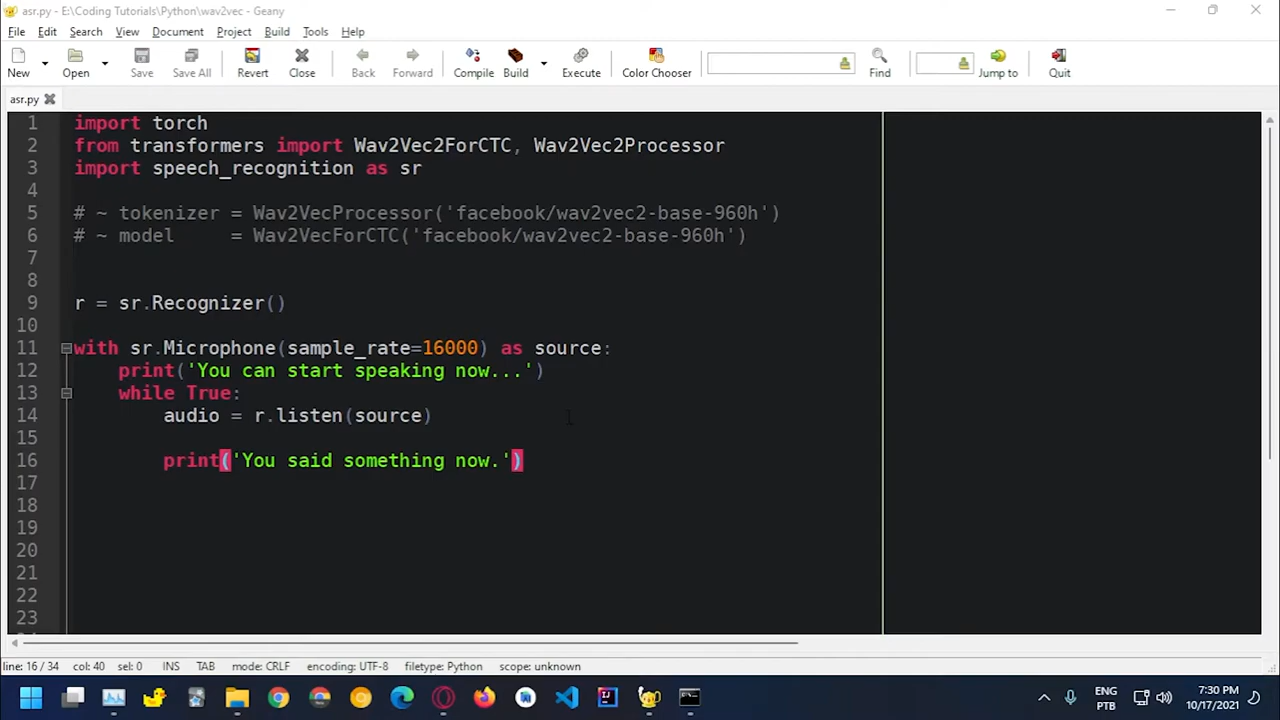 asr.py - E:\Coding Tutorials\Python\wav2vec - Geany
File Edit Search View Document Project Build Tools Help
New Open Save Save All Revert Close Back Forward Compile Build Execute Color Chooser Find Jump to Quit
asr.py
1 import torch
2 from transformers import Wav2Vec2ForCTC, Wav2Vec2Processor
3 import speech_recognition as sr
4
5 # ~ tokenizer = Wav2VecProcessor('facebook/wav2vec2-base-960h')
6 # ~ model     = Wav2VecForCTC('facebook/wav2vec2-base-960h')
7
8
9 r = sr.Recognizer()
10
11 with sr.Microphone(sample_rate=16000) as source:
12     print('You can start speaking now...')
13     while True:
14         audio = r.listen(source)
15
16         print('You said something now.')
17
18
19
20
21
22
23
line: 16 / 34 col: 40 sel: 0 INS TAB mode: CRLF encoding: UTF-8 filetype: Python scope: unknown
ENG 7:30 PM
PTB 10/17/2021